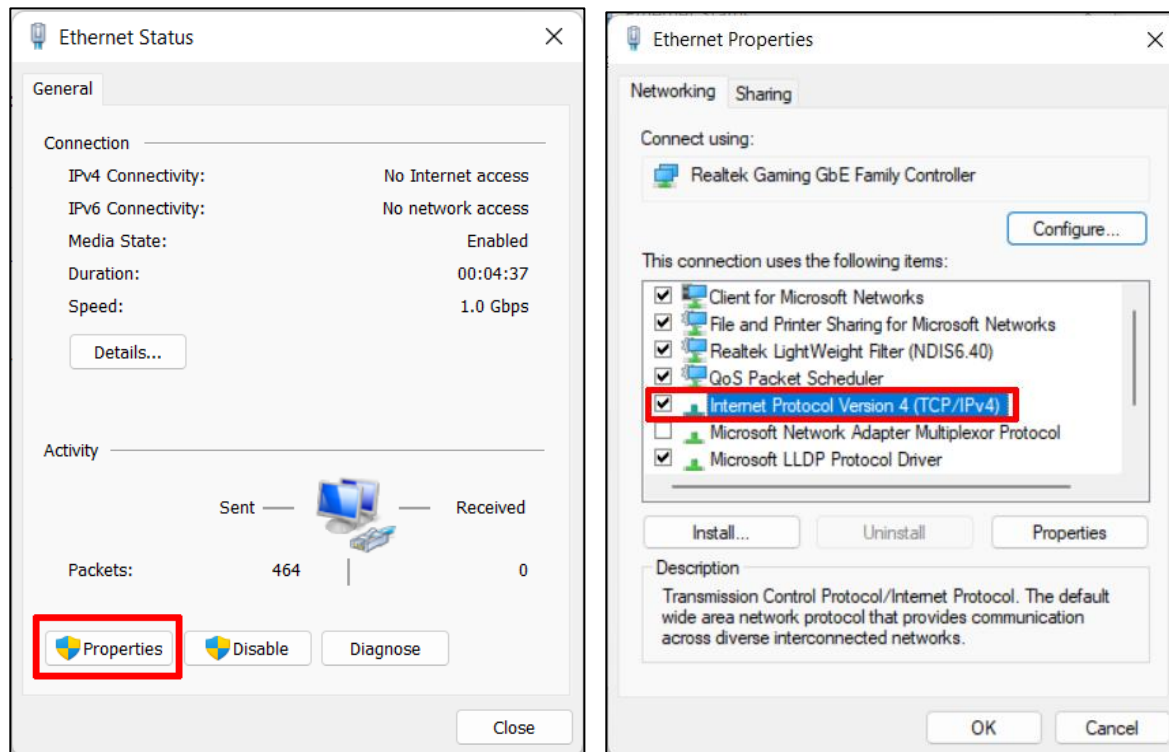 Ethernet Status
General
Connection
IPv4 Connectivity: No Internet access
IPv6 Connectivity: No network access
Media State: Enabled
Duration: 00:04:37
Speed: 1.0 Gbps
Details...
Activity
Sent Received
Packets: 464 0
Properties Disable Diagnose
Close
Ethernet Properties
Networking Sharing
Connect using:
Realtek Gaming GbE Family Controller
Configure...
This connection uses the following items:
Client for Microsoft Networks
File and Printer Sharing for Microsoft Networks
Realtek LightWeight Filter (NDIS6.40)
QoS Packet Scheduler
Internet Protocol Version 4 (TCP/IPv4)
Microsoft Network Adapter Multiplexor Protocol
Microsoft LLDP Protocol Driver
Install... Uninstall Properties
Description
Transmission Control Protocol/Internet Protocol. The default
wide area network protocol that provides communication
across diverse interconnected networks.
OK Cancel